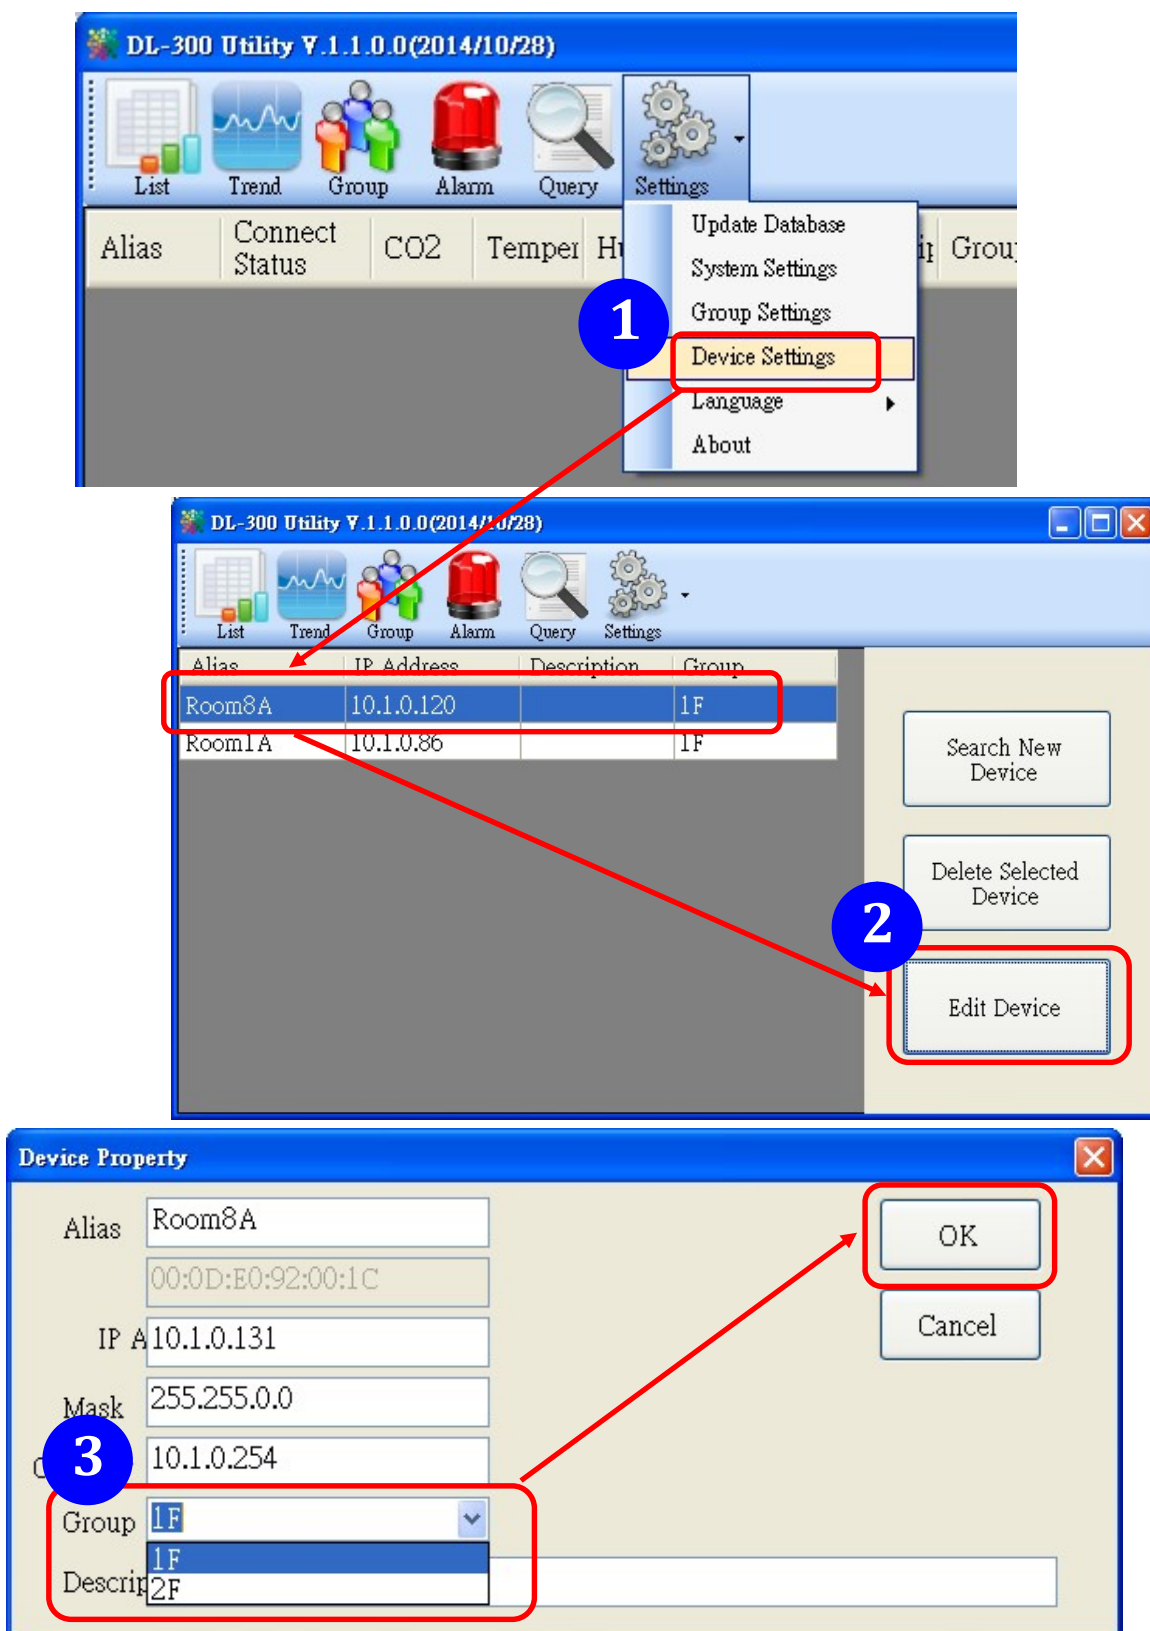 DL-300 Utility V.1.1.0.0(2014/10/28)
List Trend Group Alarm Query Settings
Alias Connect Status CO2 Temper Hu Grou
Update Database
System Settings
Group Settings
1
Device Settings
Language
About
DL-300 Utility V.1.1.0.0(2014/10/28)
List Trend Group Alarm Query Settings
Alias IP Address Description Group
Room8A 10.1.0.120 1F
Room1A 10.1.0.86 1F
Search New
Device
Delete Selected
Device
2
Edit Device
Device Property
Alias Room8A OK
00:0D:E0:92:00:1C
IP A 10.1.0.131 Cancel
Mask 255.255.0.0
3 10.1.0.254
Group 1F
1F
Descrip 2F